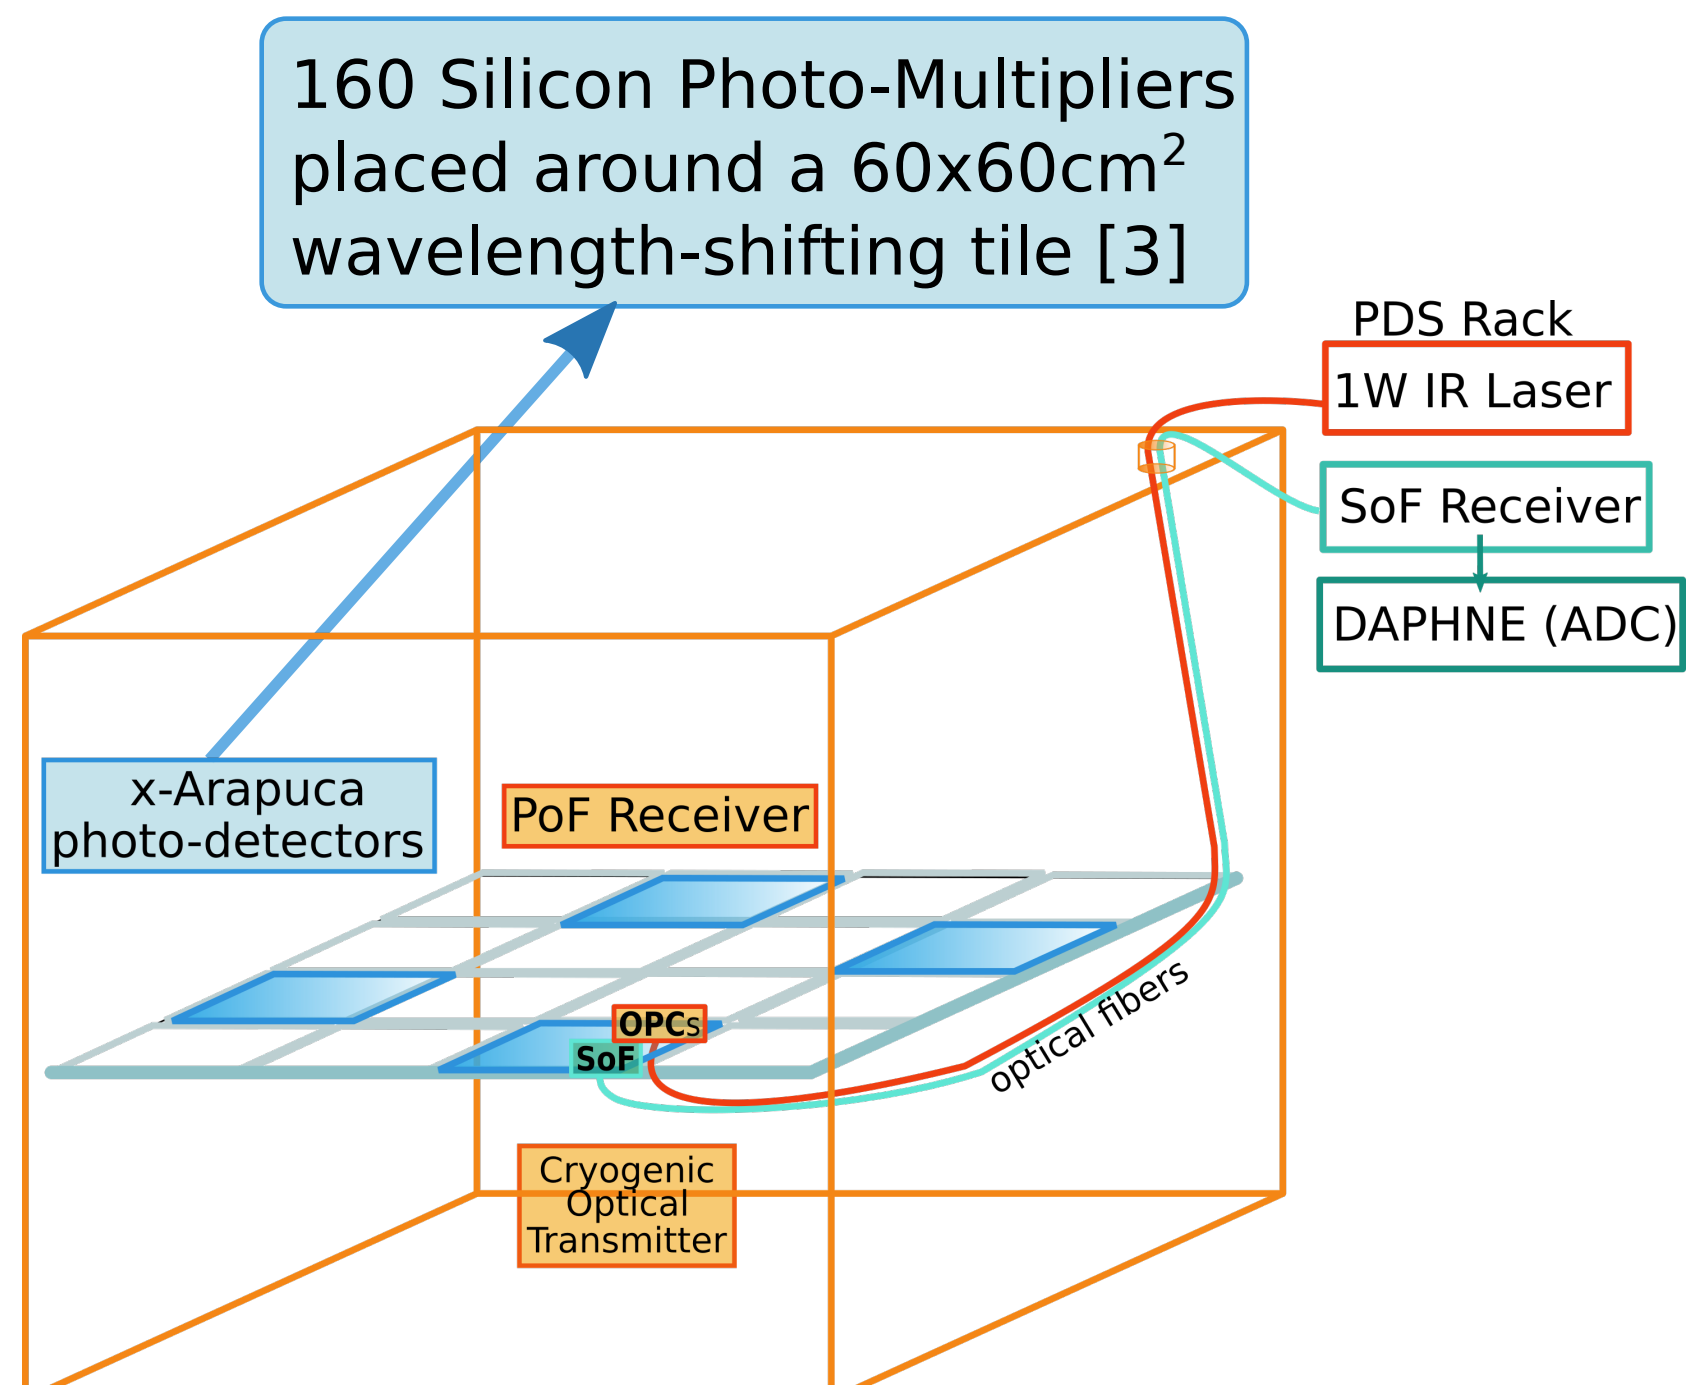 160 Silicon Photo-Multipliers
placed around a 60x60cm²
wavelength-shifting tile [3]
PDS Rack
1W IR Laser
SoF Receiver
DAPHNE (ADC)
x-Arapuca
photo-detectors
PoF Receiver
OPCs
SoF
optical fibers
Cryogenic
Optical
Transmitter